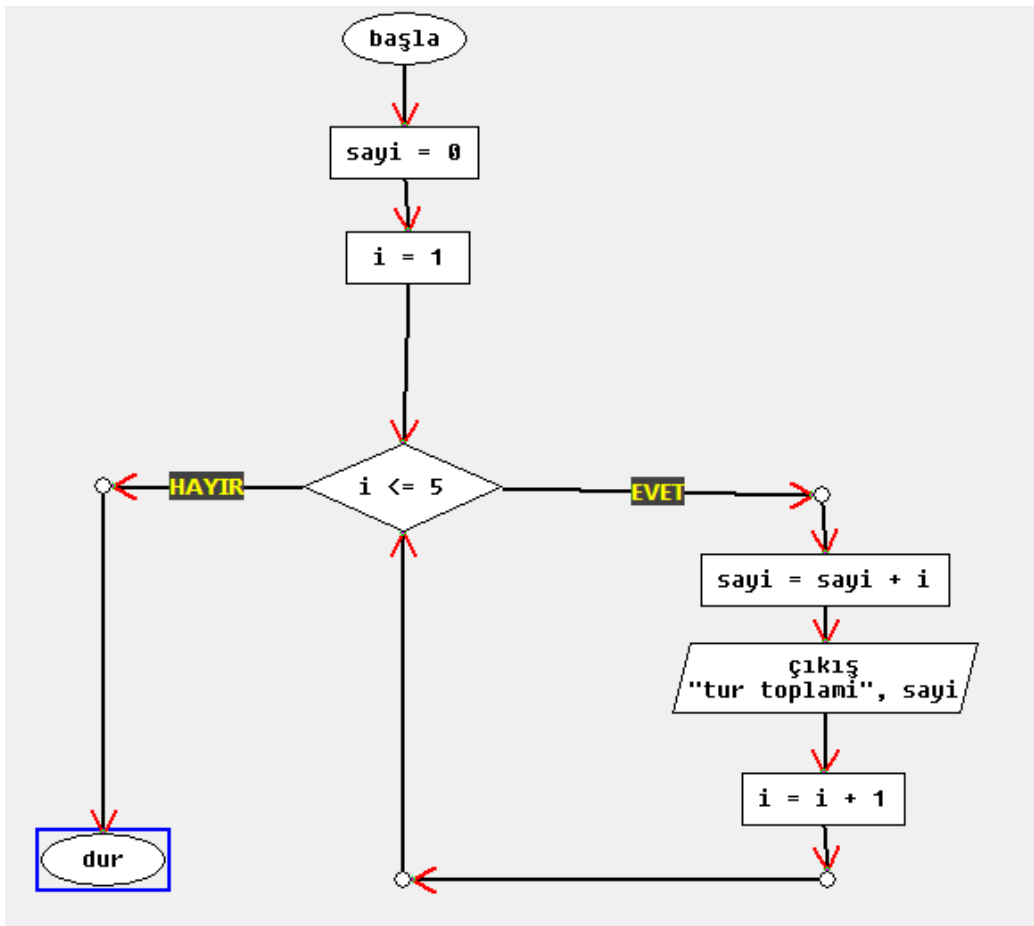 başla
sayi = 0
i = 1
i <= 5
HAYIR
EVET
sayi = sayi + i
çıkış
"tur toplami", sayi
i = i + 1
dur